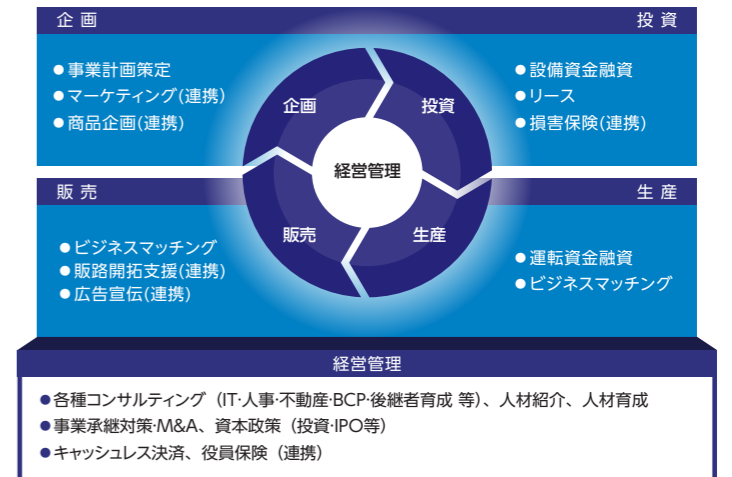 企画
投資
●事業計画策定
●マーケティング(連携)
●商品企画(連携)
●設備資金融資
●リース
●損害保険(連携)
企画
投資
経営管理
販売
生産
販売
生産
●ビジネスマッチング
●販路開拓支援(連携)
●広告宣伝(連携)
●運転資金融資
●ビジネスマッチング
経営管理
●各種コンサルティング（IT・人事・不動産・BCP・後継者育成 等）、人材紹介、人材育成
●事業承継対策・M&A、資本政策（投資・IPO等）
●キャッシュレス決済、役員保険（連携）